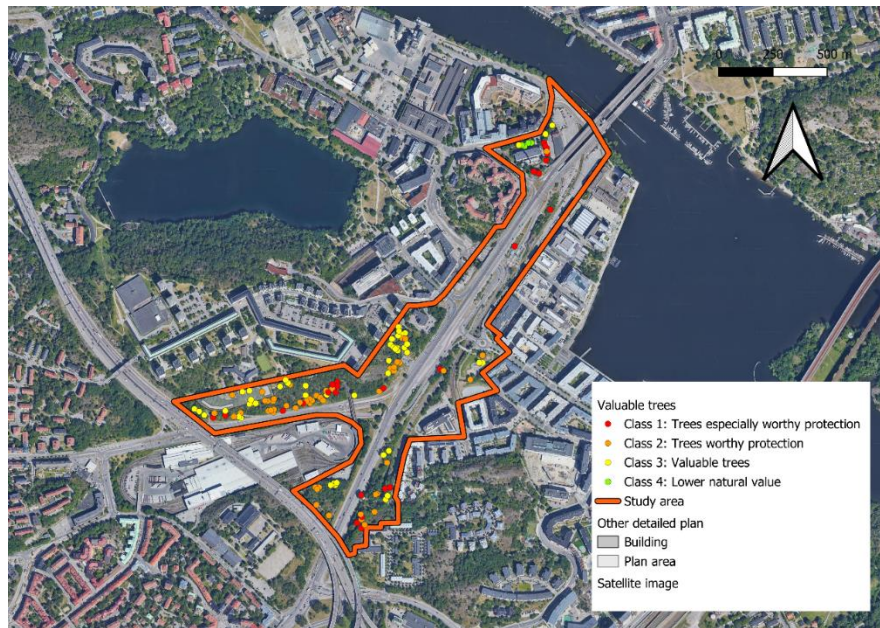 0 250 500 m
Valuable trees
Class 1: Trees especially worthy protection
Class 2: Trees worthy protection
Class 3: Valuable trees
Class 4: Lower natural value
Study area
Other detailed plan
Building
Plan area
Satellite image